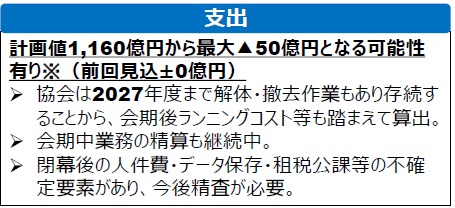 支出
計画値1,160億円から最大▲50億円となる可能性
有り※（前回見込±0億円）
➢ 協会は2027年度まで解体・撤去作業もあり存続す
ることから、会期後ランニングコスト等も踏まえて算出。
➢ 会期中業務の精算も継続中。
➢ 閉幕後の人件費・データ保存・租税公課等の不確
定要素があり、今後精査が必要。